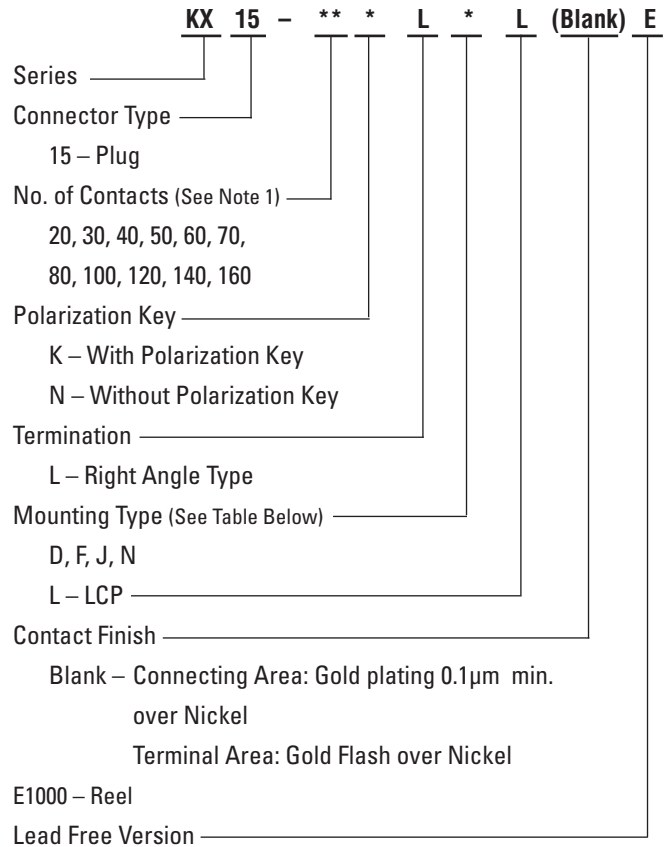 KX 15 – ** * L * L (Blank) E
Series
Connector Type
15 – Plug
No. of Contacts (See Note 1)
20, 30, 40, 50, 60, 70,
80, 100, 120, 140, 160
Polarization Key
K – With Polarization Key
N – Without Polarization Key
Termination
L – Right Angle Type
Mounting Type (See Table Below)
D, F, J, N
L – LCP
Contact Finish
Blank – Connecting Area: Gold plating 0.1µm min.
over Nickel
Terminal Area: Gold Flash over Nickel
E1000 – Reel
Lead Free Version